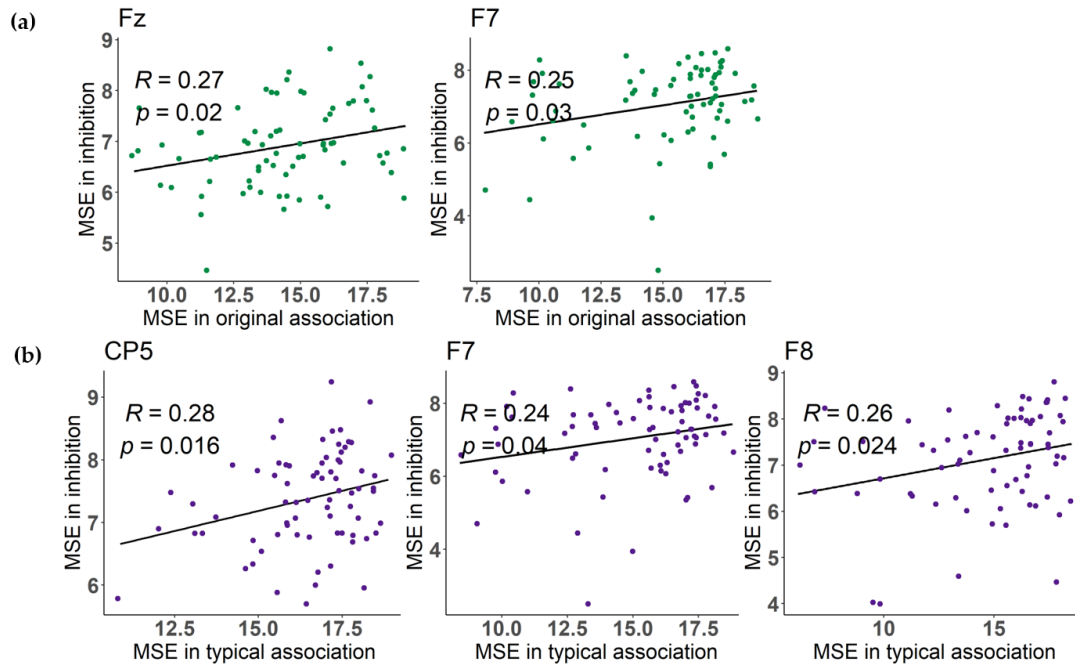 (a)
Fz
R = 0.27
p = 0.02
MSE in inhibition
9
8
7
6
5
10.0 12.5 15.0 17.5
MSE in original association
F7
R = 0.25
p = 0.03
MSE in inhibition
8
6
4
7.5 10.0 12.5 15.0 17.5
MSE in original association
(b)
CP5
R = 0.28
p = 0.016
MSE in inhibition
9
8
7
6
12.5 15.0 17.5
MSE in typical association
F7
R = 0.24
p = 0.04
MSE in inhibition
8
6
4
10.0 12.5 15.0 17.5
MSE in typical association
F8
R = 0.26
p = 0.024
MSE in inhibition
9
8
7
6
5
4
10 15
MSE in typical association